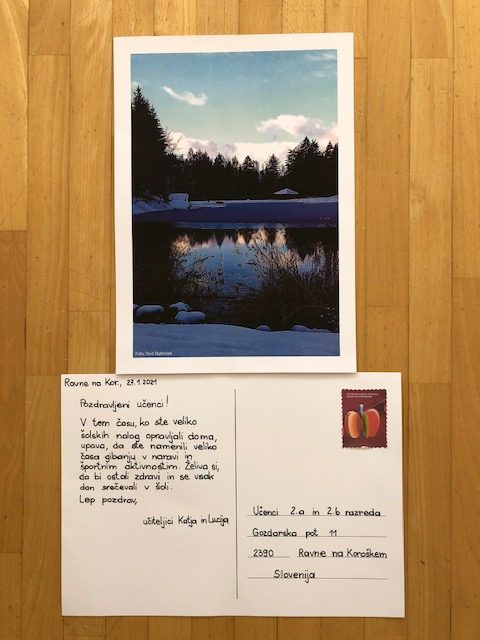 Ravne na Kor., 27.1.2021
Pozdravljeni učenci!
V tem času, ko ste veliko
šolskih nalog opravljali doma,
upava, da ste namenili veliko
časa gibanju v naravi in
športnim aktivnostim. Želiva si,
da bi ostali zdravi in se vsak
dan srečevali v šoli.
Lep pozdrav,
učiteljici Katja in Lucija
Učenci 2.a in 2.b razreda
Gozdarska pot 11
2390 Ravne na Koroškem
Slovenija